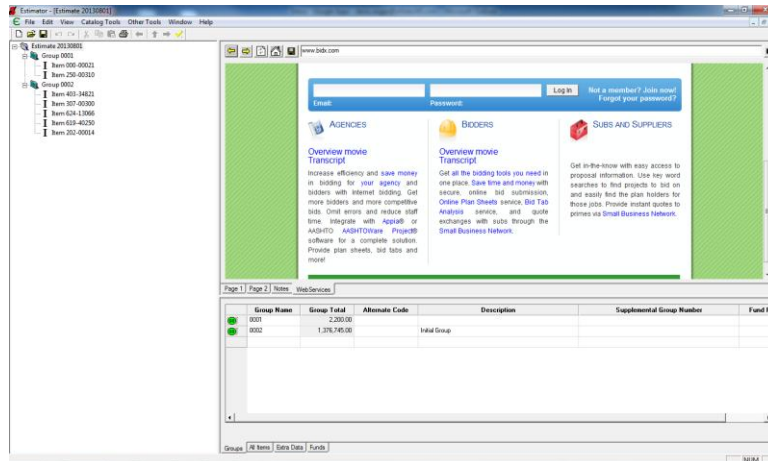 Estimator - [Estimate 20130801]
File Edit View Catalog Tools Other Tools Window Help
Estimate 20130801
Group 0001
Item 000-00021
Item 250-00310
Group 0002
Item 403-34821
Item 307-00300
Item 624-13066
Item 619-40250
Item 202-00014
www.bidx.com
Log In
Not a member? Join now!
Email:
Password:
Forgot your password?
AGENCIES
Overview movie
Transcript
Increase efficiency and save money
in bidding for your agency and
bidders with Internet bidding. Get
more bidders and more competitive
bids. Omit errors and reduce staff
time. Integrate with Appia® or
AASHTO AASHTOWare Project®
software for a complete solution.
Provide plan sheets, bid tabs and
more!
BIDDERS
Overview movie
Transcript
Get all the bidding tools you need in
one place. Save time and money with
secure, online bid submission,
Online Plan Sheets service, Bid Tab
Analysis service, and quote
exchanges with subs through the
Small Business Network.
SUBS AND SUPPLIERS
Get in-the-know with easy access to
proposal information. Use key word
searches to find projects to bid on
and easily find the plan holders for
those jobs. Provide instant quotes to
primes via Small Business Network.
Page 1 Page 2 Notes WebServices
Group Name Group Total Alternate Code Description Supplemental Group Number Fund
0001 2,200.00
0002 1,376,745.00 Initial Group
Groups All Items Extra Data Funds
NUM